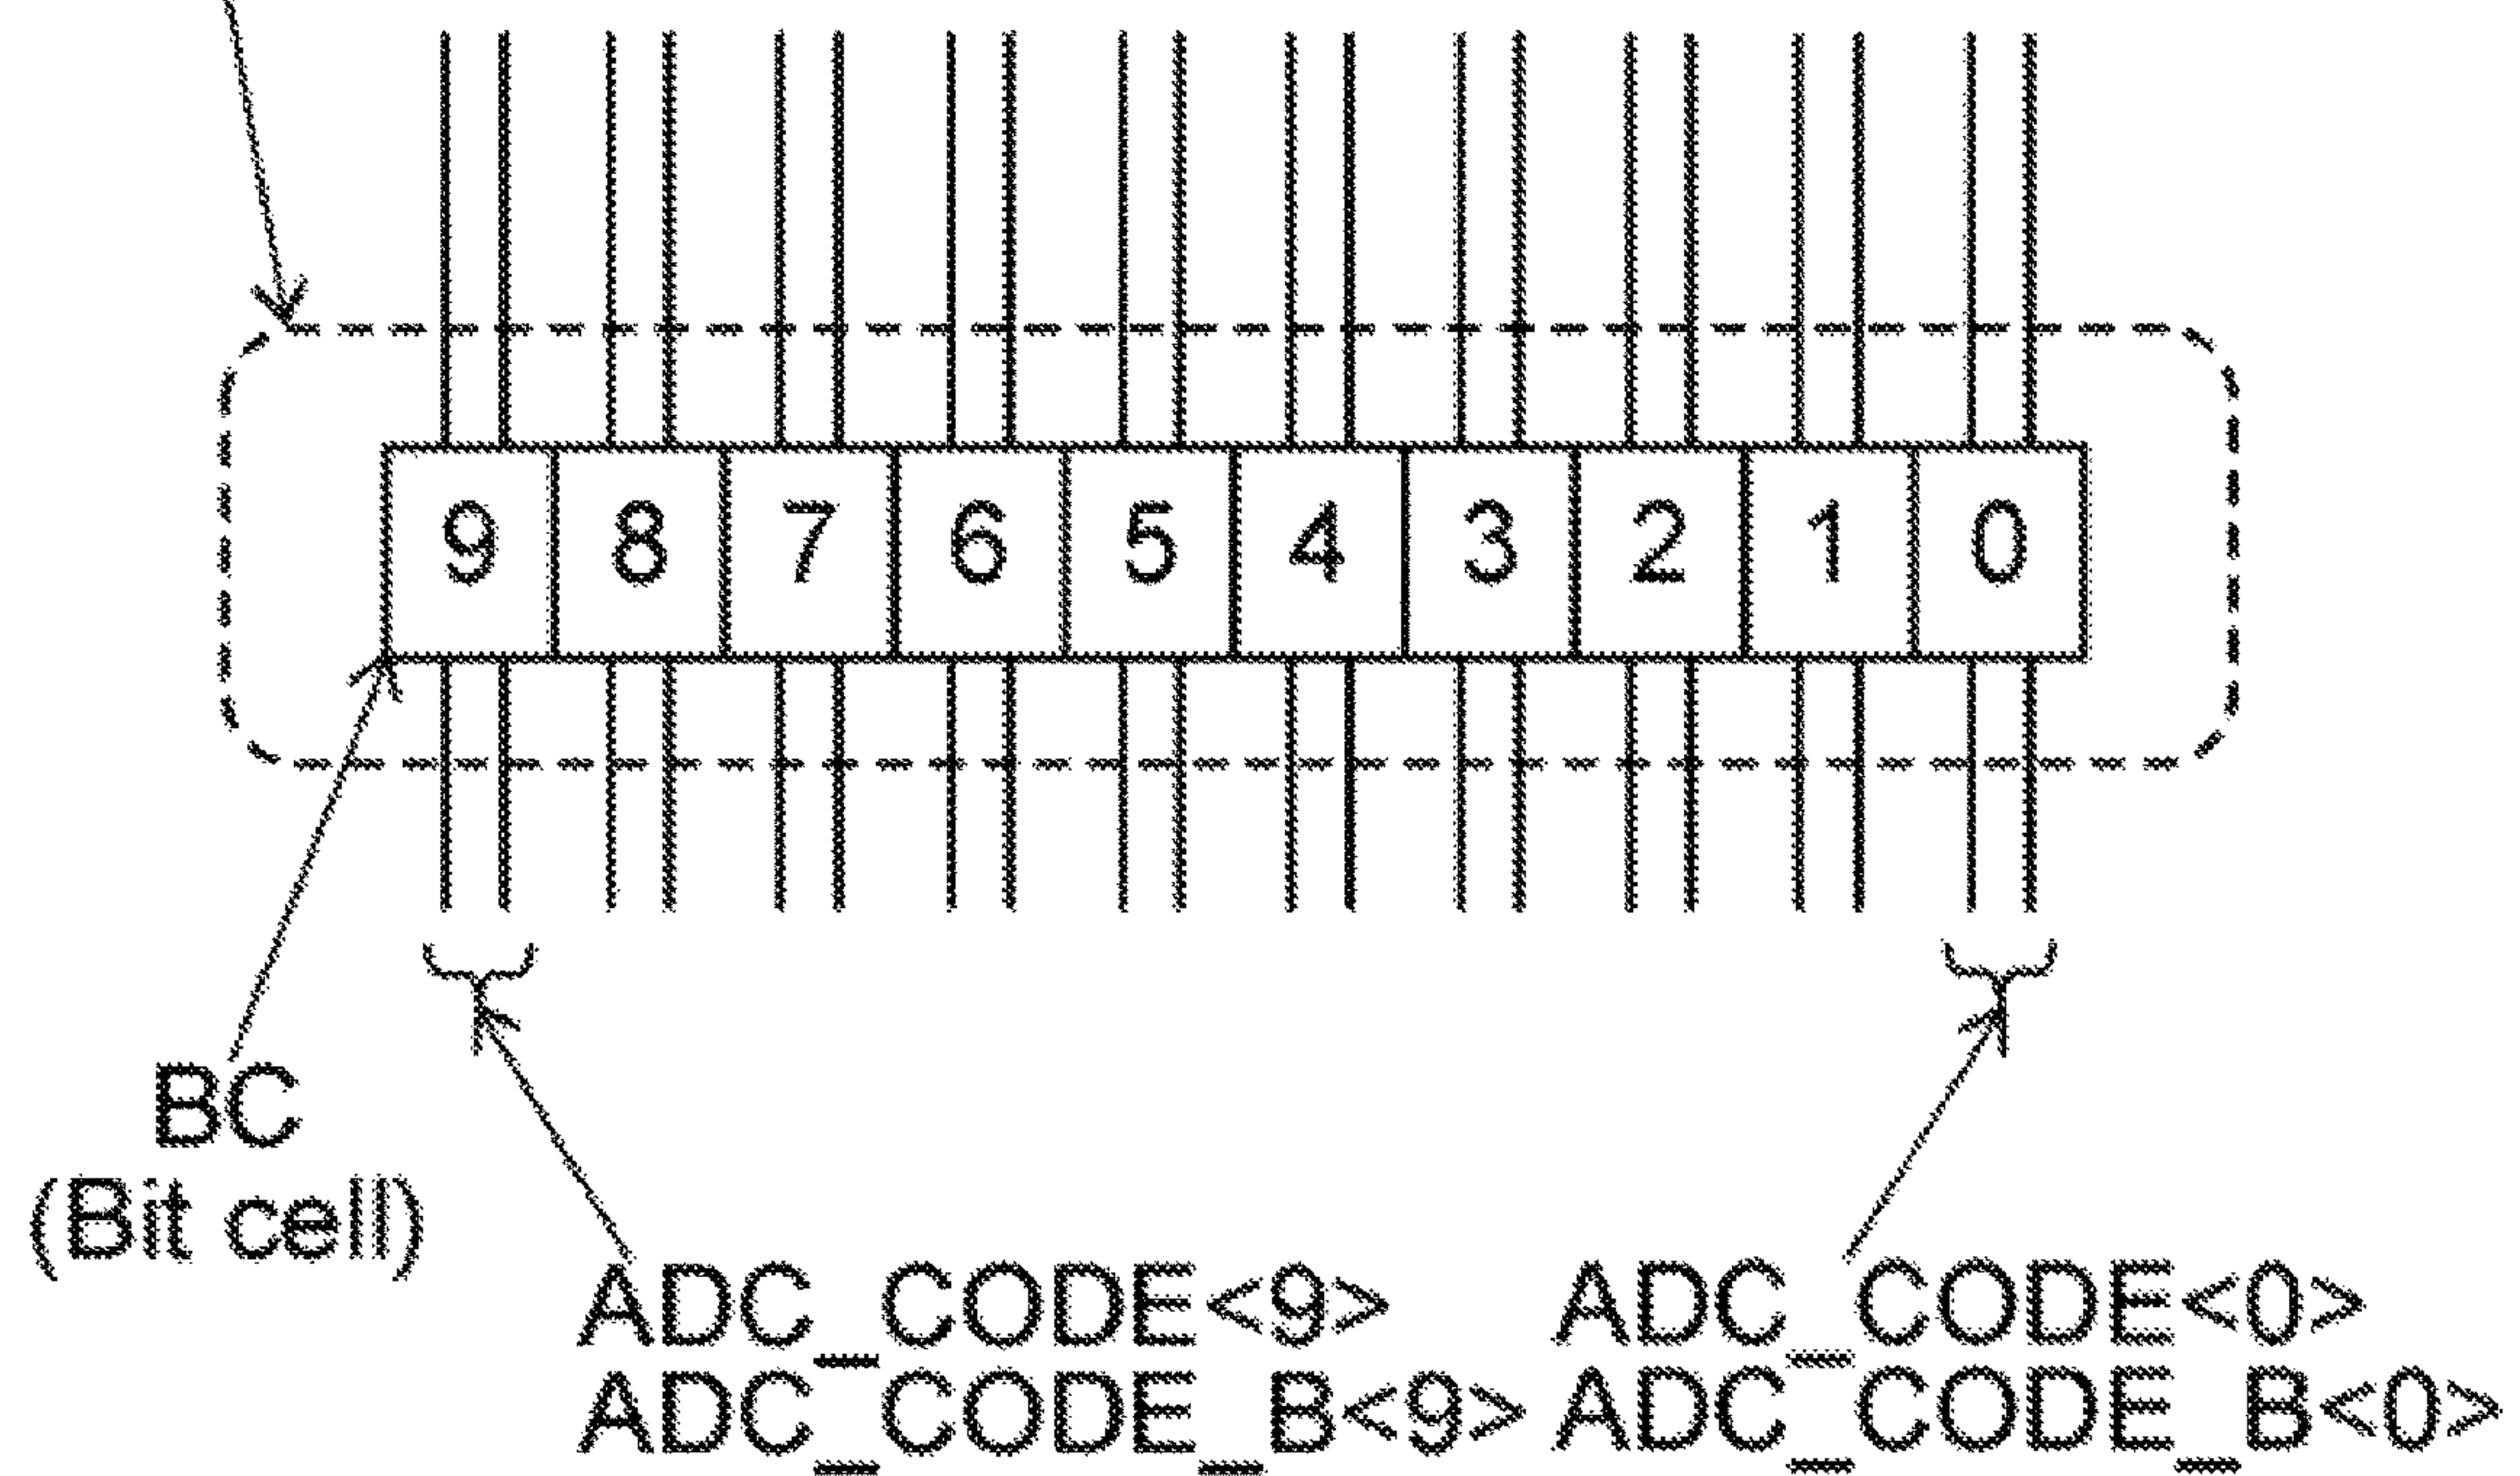 9 8 7 6 5 4 3 2 1 0
BC
(Bit cell)
ADC_CODE<9> ADC_CODE<0>
ADC_CODE_B<9> ADC_CODE_B<0>